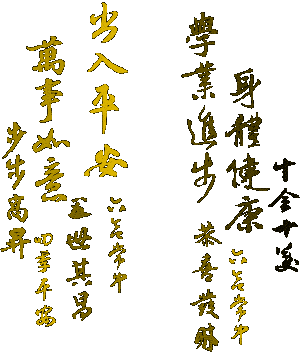 十全十美
身體健康
六合常中
學業進步
恭喜發財
出入平安
六合常中
萬事如意
五世其昌
步步高昇
四季平安